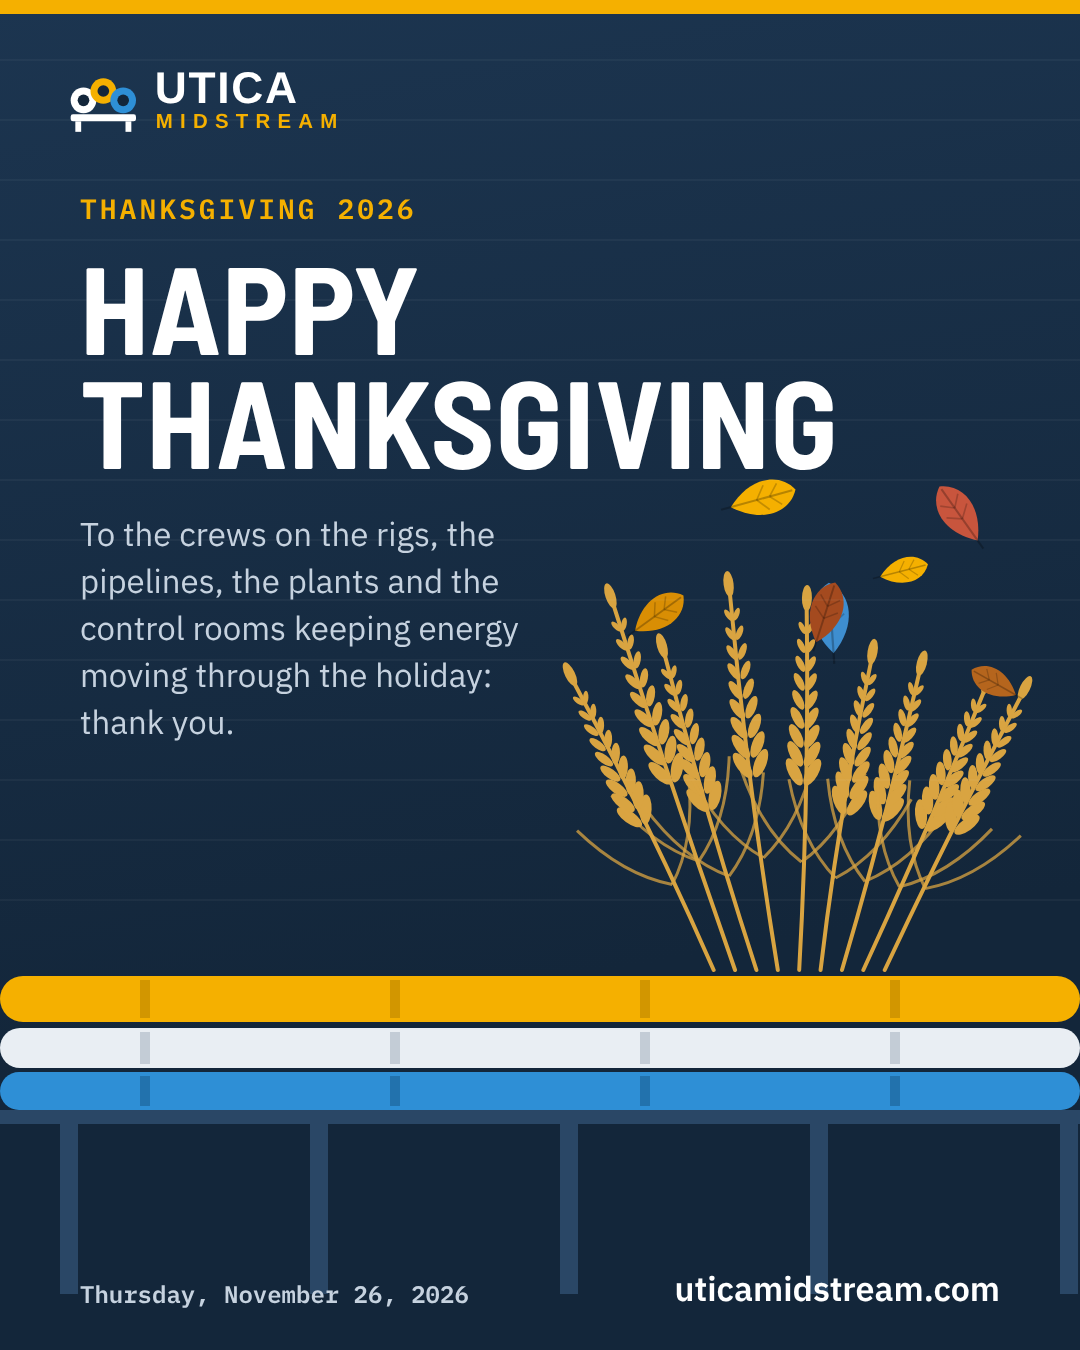 UTICA
MIDSTREAM
THANKSGIVING 2026
HAPPY
THANKSGIVING
To the crews on the rigs, the
pipelines, the plants and the
control rooms keeping energy
moving through the holiday:
thank you.
Thursday, November 26, 2026
uticamidstream.com